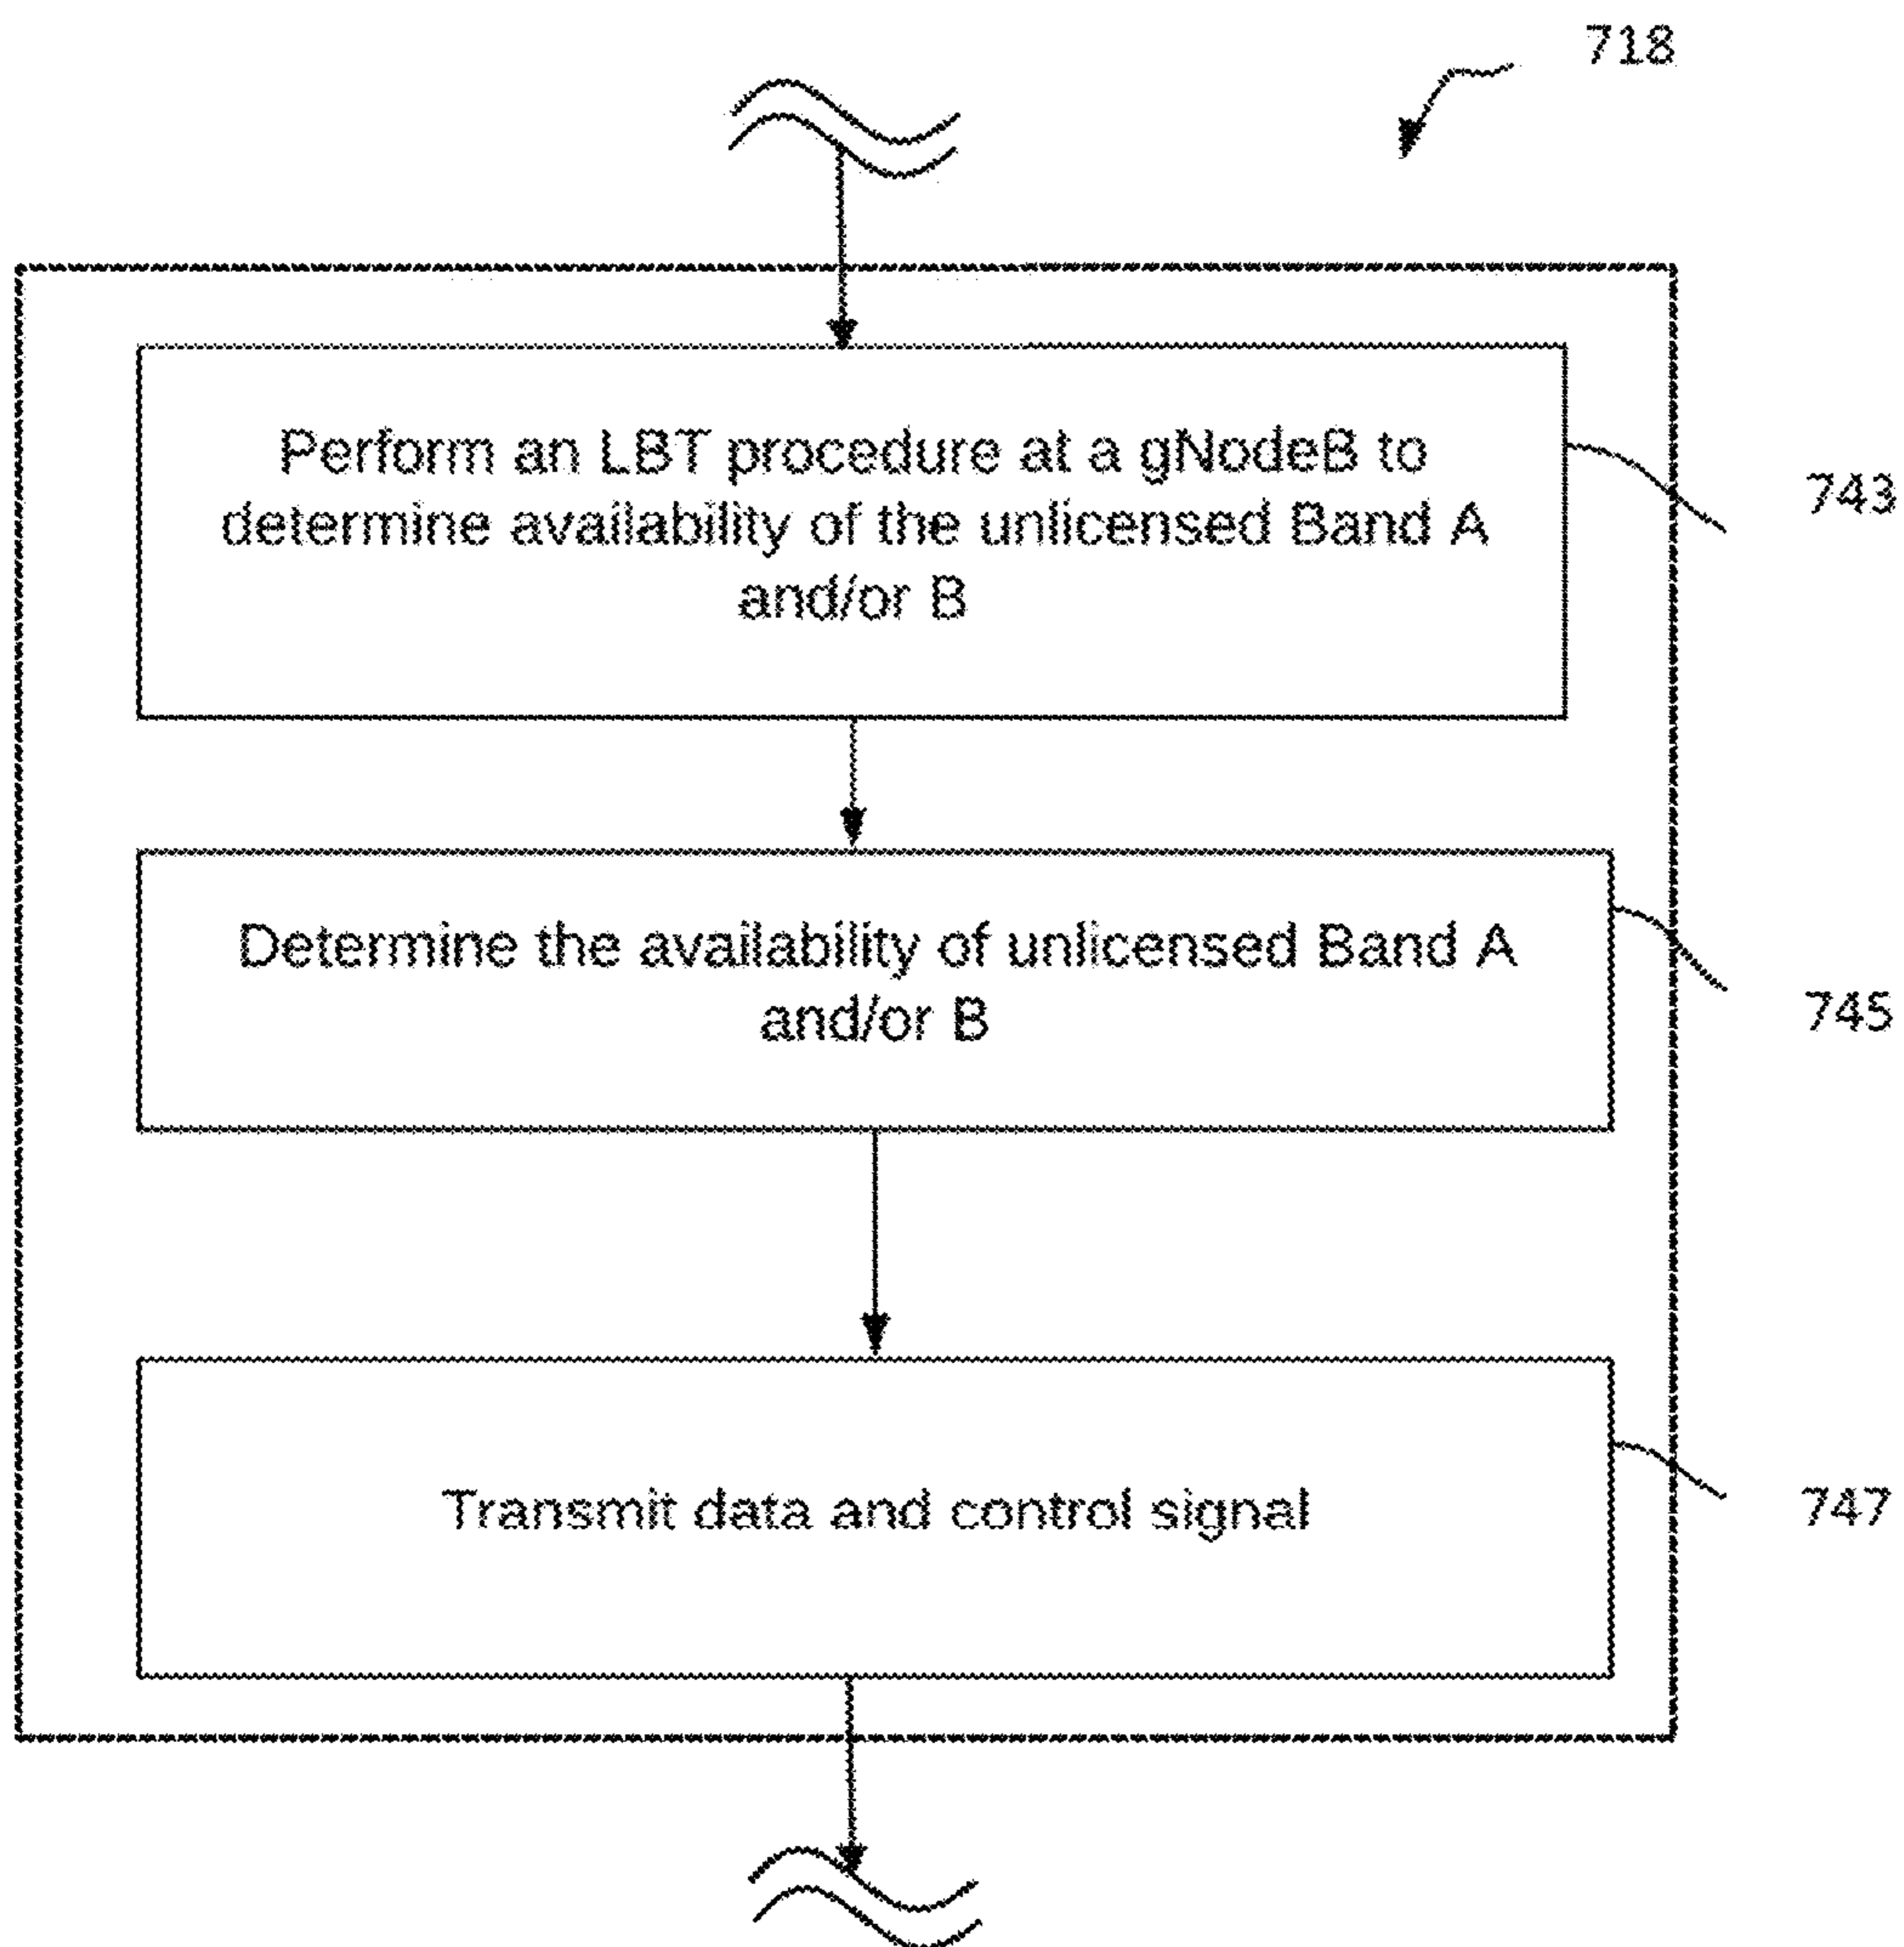 718
Perform an LBT procedure at a gNodeB to
determine availability of the unlicensed Band A
and/or B
743
Determine the availability of unlicensed Band A
and/or B
745
Transmit data and control signal
747